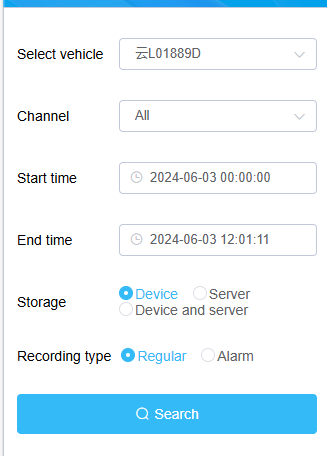 Select vehicle 云L01889D
Channel All
Start time 2024-06-03 00:00:00
End time 2024-06-03 12:01:11
Storage Device Server
Device and server
Recording type Regular Alarm
Search